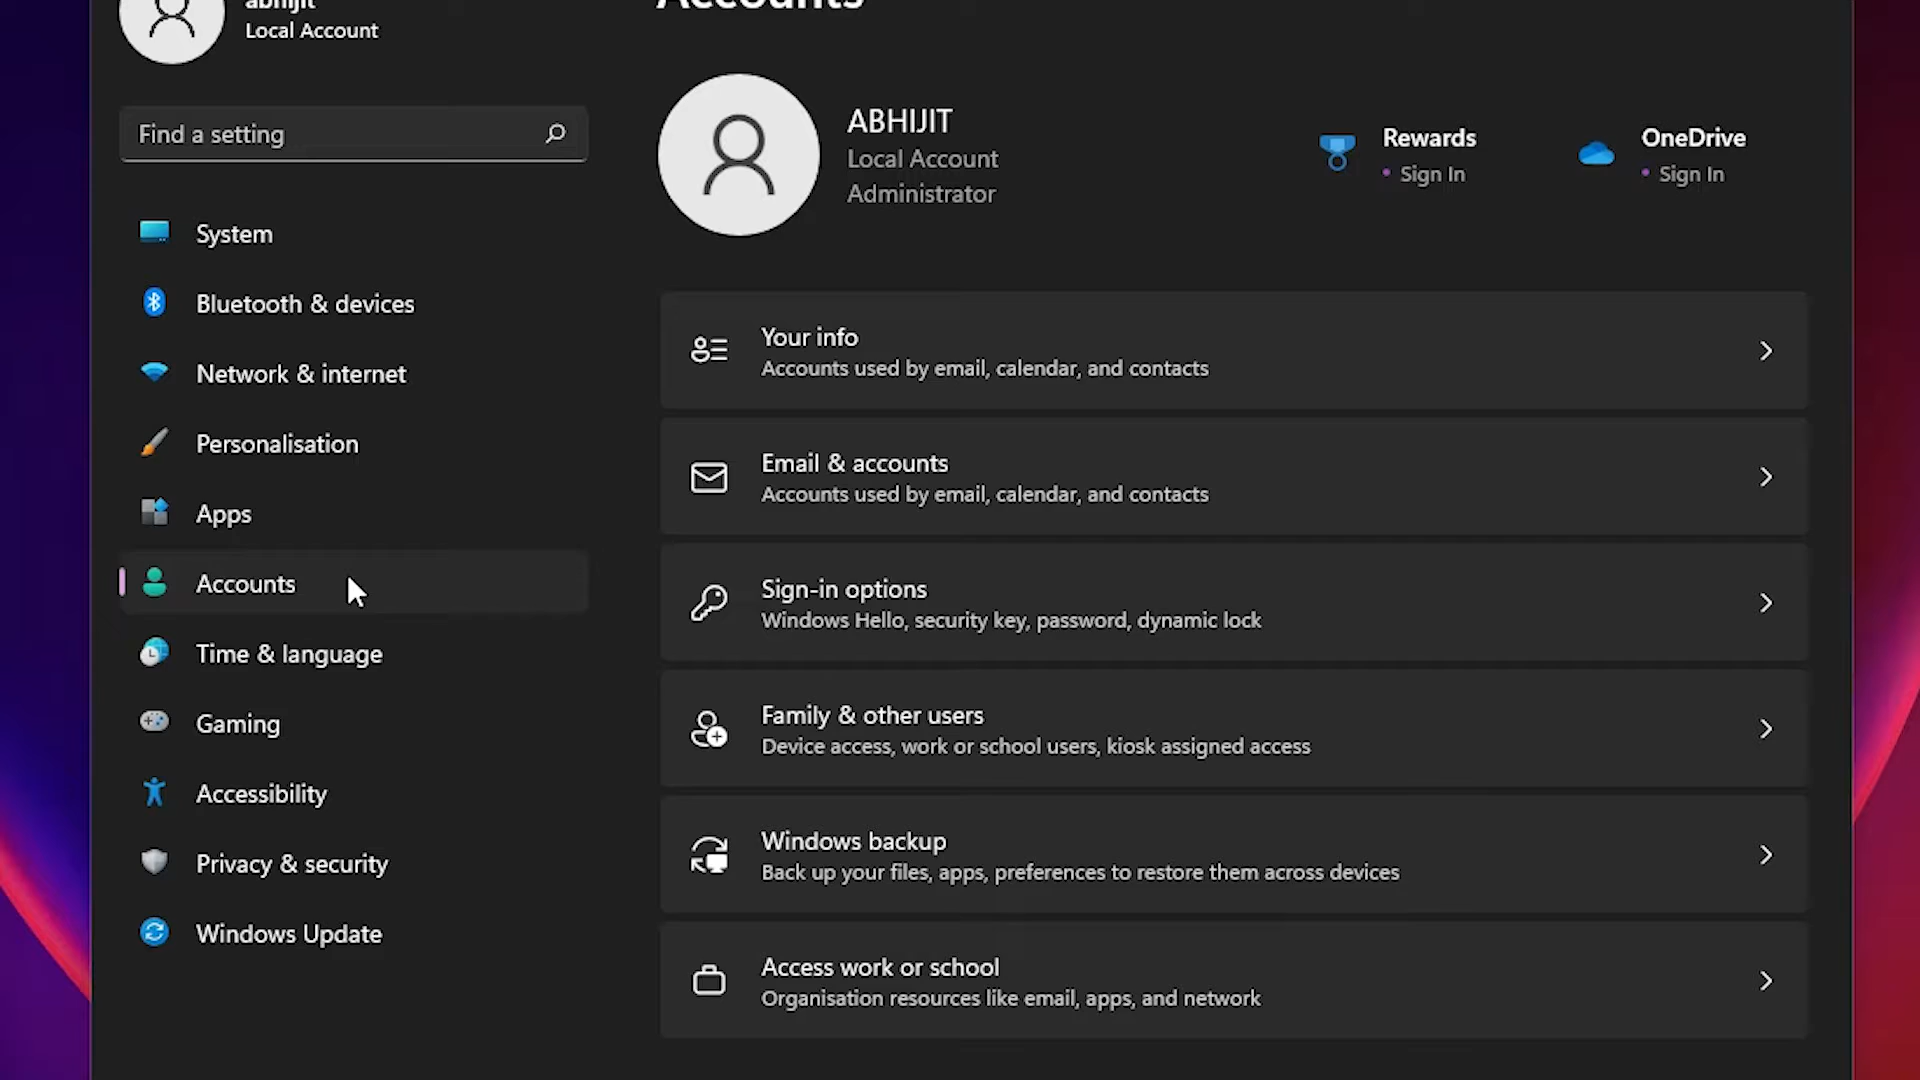 abhijit
Local Account
Find a setting
System
Bluetooth & devices
Network & internet
Personalisation
Apps
Accounts
Time & language
Gaming
Accessibility
Privacy & security
Windows Update
Accounts
ABHIJIT
Local Account
Administrator
Rewards
• Sign In
OneDrive
• Sign In
Your info
Accounts used by email, calendar, and contacts
Email & accounts
Accounts used by email, calendar, and contacts
Sign-in options
Windows Hello, security key, password, dynamic lock
Family & other users
Device access, work or school users, kiosk assigned access
Windows backup
Back up your files, apps, preferences to restore them across devices
Access work or school
Organisation resources like email, apps, and network